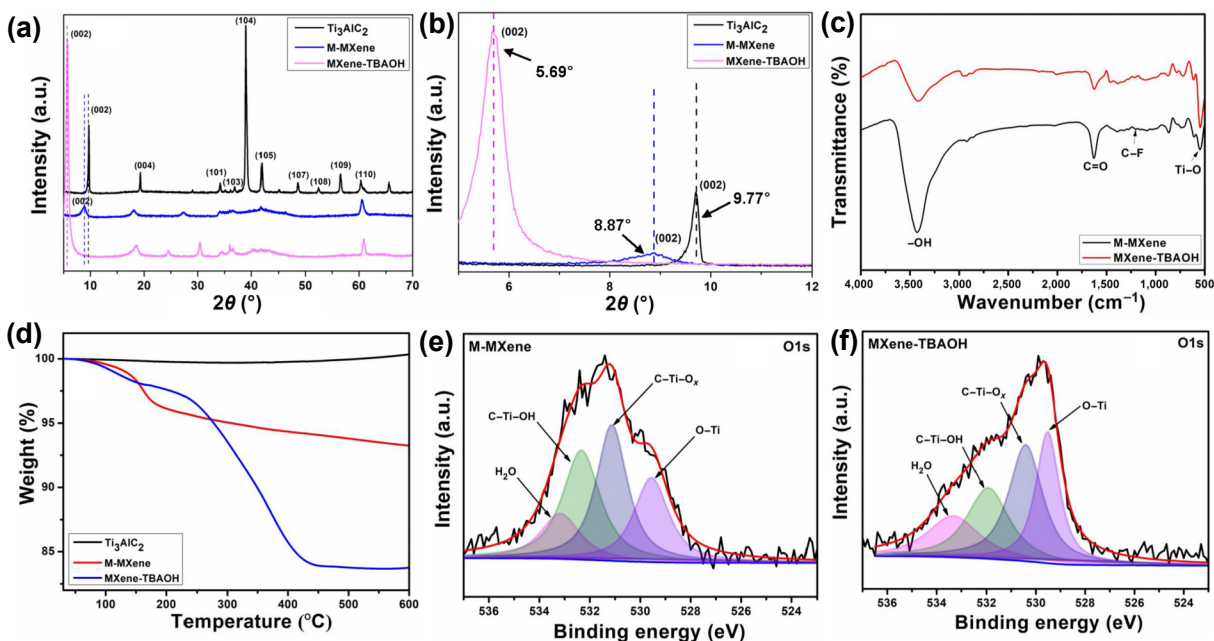 (a)
(002)
(104)
Ti₃AlC₂
M-MXene
MXene-TBAOH
(002)
(004)
(101)
(103)
(105)
(107)
(108)
(109)
(110)
(002)
Intensity (a.u.)
10 20 30 40 50 60 70
2θ (°)
(b)
(002)
5.69°
Ti₃AlC₂
M-MXene
MXene-TBAOH
(002)
9.77°
8.87°
(002)
Intensity (a.u.)
6 8 10 12
2θ (°)
(c)
Transmittance (%)
–OH
C=O
C–F
Ti–O
M-MXene
MXene-TBAOH
4,000 3,500 3,000 2,500 2,000 1,500 1,000 500
Wavenumber (cm⁻¹)
(d)
Weight (%)
100
95
90
85
Ti₃AlC₂
M-MXene
MXene-TBAOH
100 200 300 400 500 600
Temperature (°C)
(e)
M-MXene
O1s
C–Ti–Oₓ
C–Ti–OH
O–Ti
H₂O
Intensity (a.u.)
536 534 532 530 528 526 524
Binding energy (eV)
(f)
MXene-TBAOH
O1s
C–Ti–Oₓ
O–Ti
C–Ti–OH
H₂O
Intensity (a.u.)
536 534 532 530 528 526 524
Binding energy (eV)